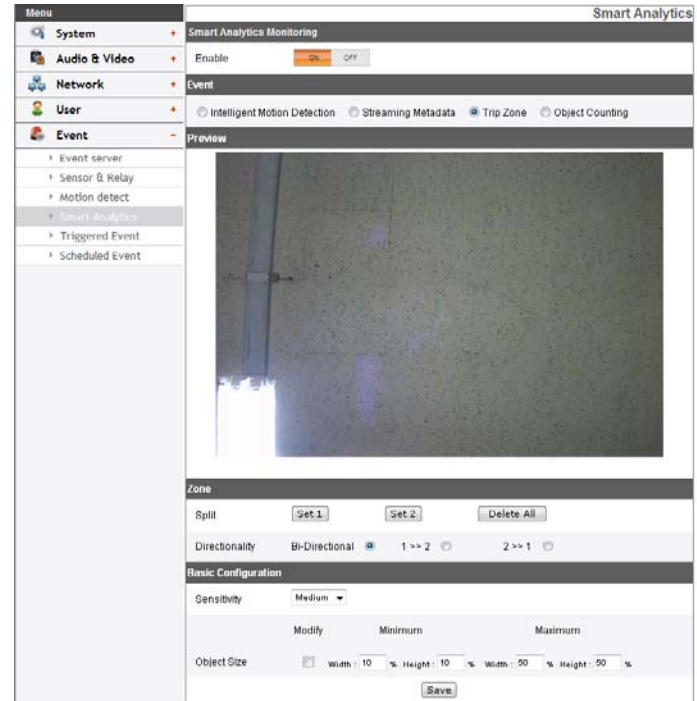 Menu
System +
Audio & Video +
Network +
User +
Event -
Event server
Sensor & Relay
Motion detect
Smart Analytics
Triggered Event
Scheduled Event
Smart Analytics
Smart Analytics Monitoring
Enable ON OFF
Event
Intelligent Motion Detection Streaming Metadata Trip Zone Object Counting
Preview
Zone
Split Set 1 Set 2 Delete All
Directionality Bi-Directional 1 >> 2 2 >> 1
Basic Configuration
Sensitivity Medium
Modify Minimum Maximum
Object Size Width : 10 % Height : 10 % Width : 50 % Height : 50 %
Save